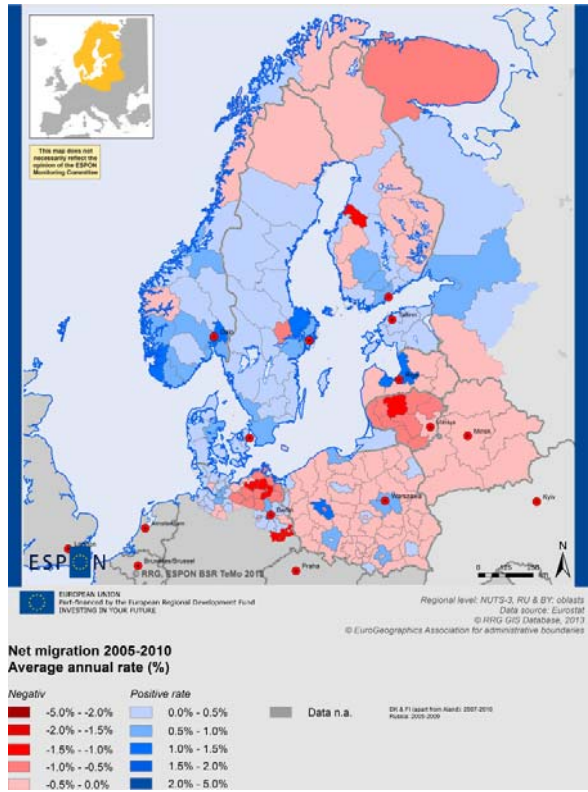 This map does not
necessarily reflect the
opinion of the ESPON
Monitoring Committee
Oslo
Tallinn
Riga
Vilnius
Minsk
Warszawa
Berlin
Kyiv
Amsterdam
London
Bruxelles/Brussel
Praha
ESPON
© RRG, ESPON BSR TeMo 2013
0 125 250
km
N
EUROPEAN UNION
Part-financed by the European Regional Development Fund
INVESTING IN YOUR FUTURE
Regional level: NUTS-3, RU & BY: oblasts
Data source: Eurostat
© RRG GIS Database, 2013
© EuroGeographics Association for administrative boundaries
Net migration 2005-2010
Average annual rate (%)
Negativ Positive rate
-5.0% - -2.0% 0.0% - 0.5% Data n.a.
-2.0% - -1.5% 0.5% - 1.0%
-1.5% - -1.0% 1.0% - 1.5%
-1.0% - -0.5% 1.5% - 2.0%
-0.5% - 0.0% 2.0% - 5.0%
DK & FI (apart from Aland): 2007-2010
Russia: 2005-2009